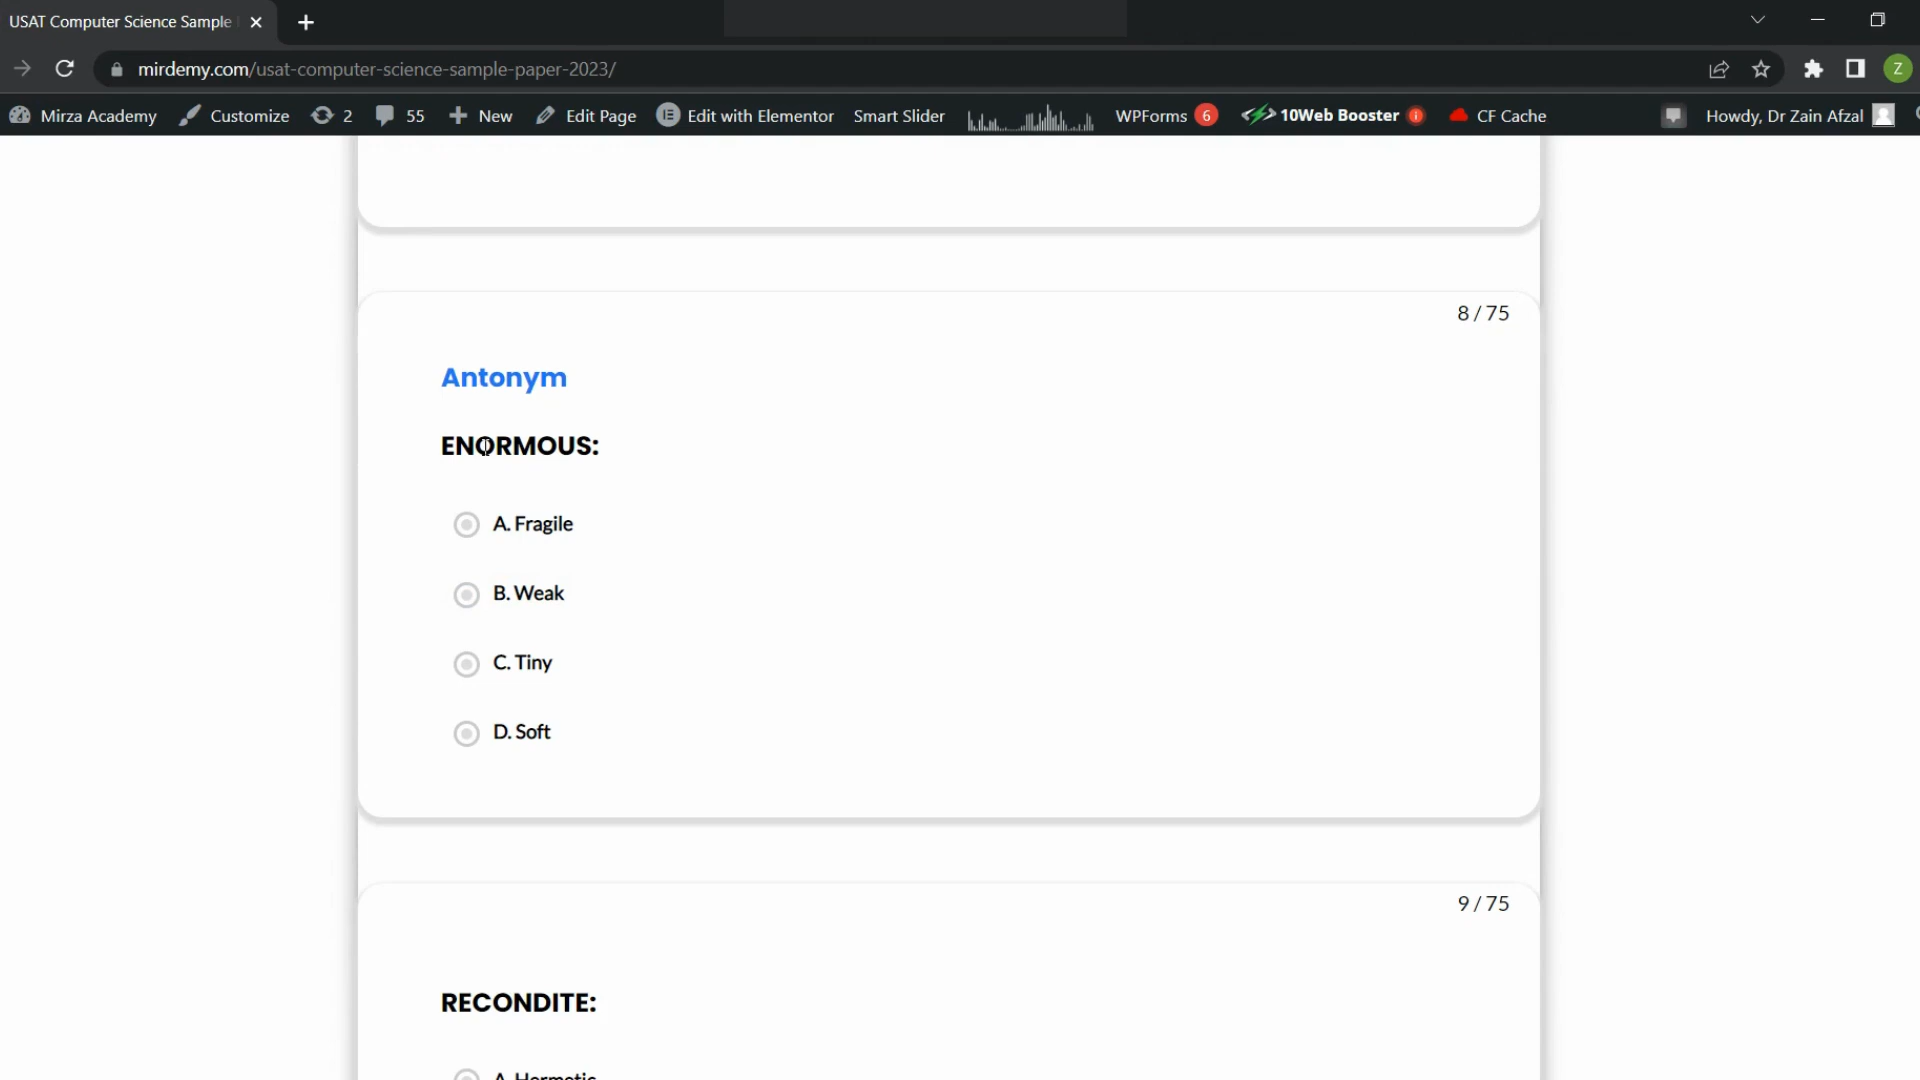 USAT Computer Science Sample
mirdemy.com/usat-computer-science-sample-paper-2023/
Z
Mirza Academy Customize 2 55 New Edit Page Edit with Elementor Smart Slider WPForms 6 10Web Booster CF Cache Howdy, Dr Zain Afzal
8 / 75
Antonym
ENORMOUS:
A. Fragile
B. Weak
C. Tiny
D. Soft
9 / 75
RECONDITE:
A. Hermetic